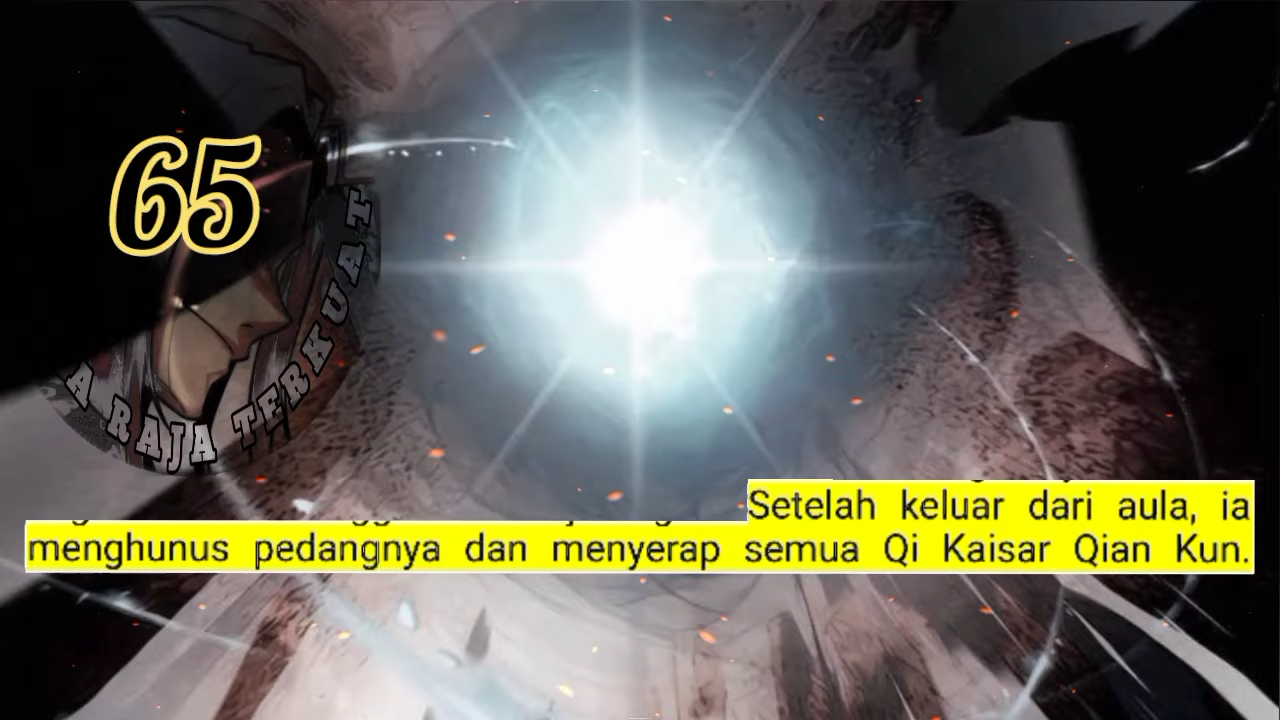 65
A RAJA TERKUAT
Setelah keluar dari aula, ia
menghunus pedangnya dan menyerap semua Qi Kaisar Qian Kun.